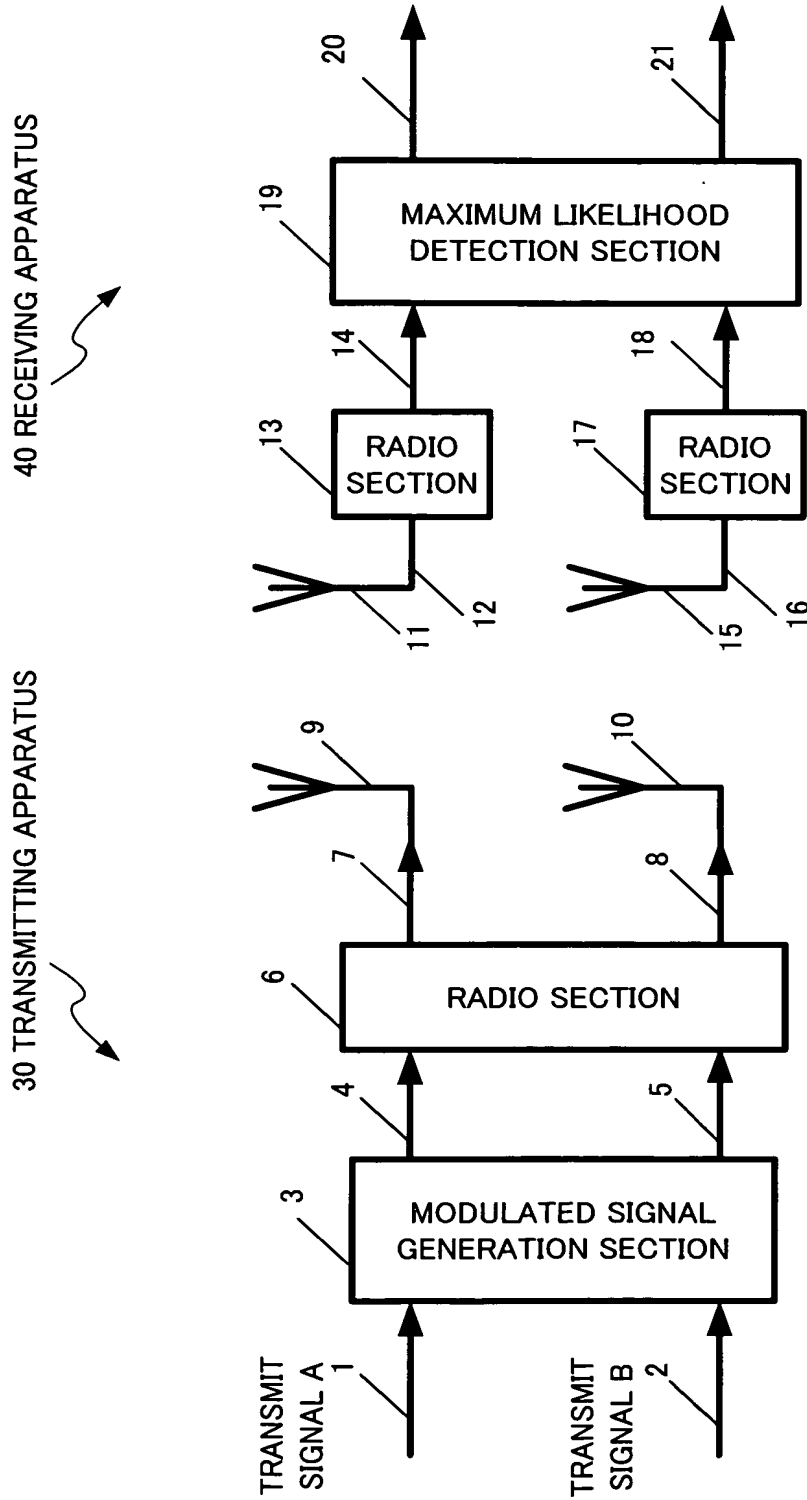 30 TRANSMITTING APPARATUS
40 RECEIVING APPARATUS
TRANSMIT
SIGNAL A
1
3
4
6
7
9
11
12
13
14
19
20
MODULATED SIGNAL
GENERATION SECTION
RADIO SECTION
RADIO
SECTION
MAXIMUM LIKELIHOOD
DETECTION SECTION
TRANSMIT
SIGNAL B
2
5
8
10
15
16
17
18
21
RADIO
SECTION